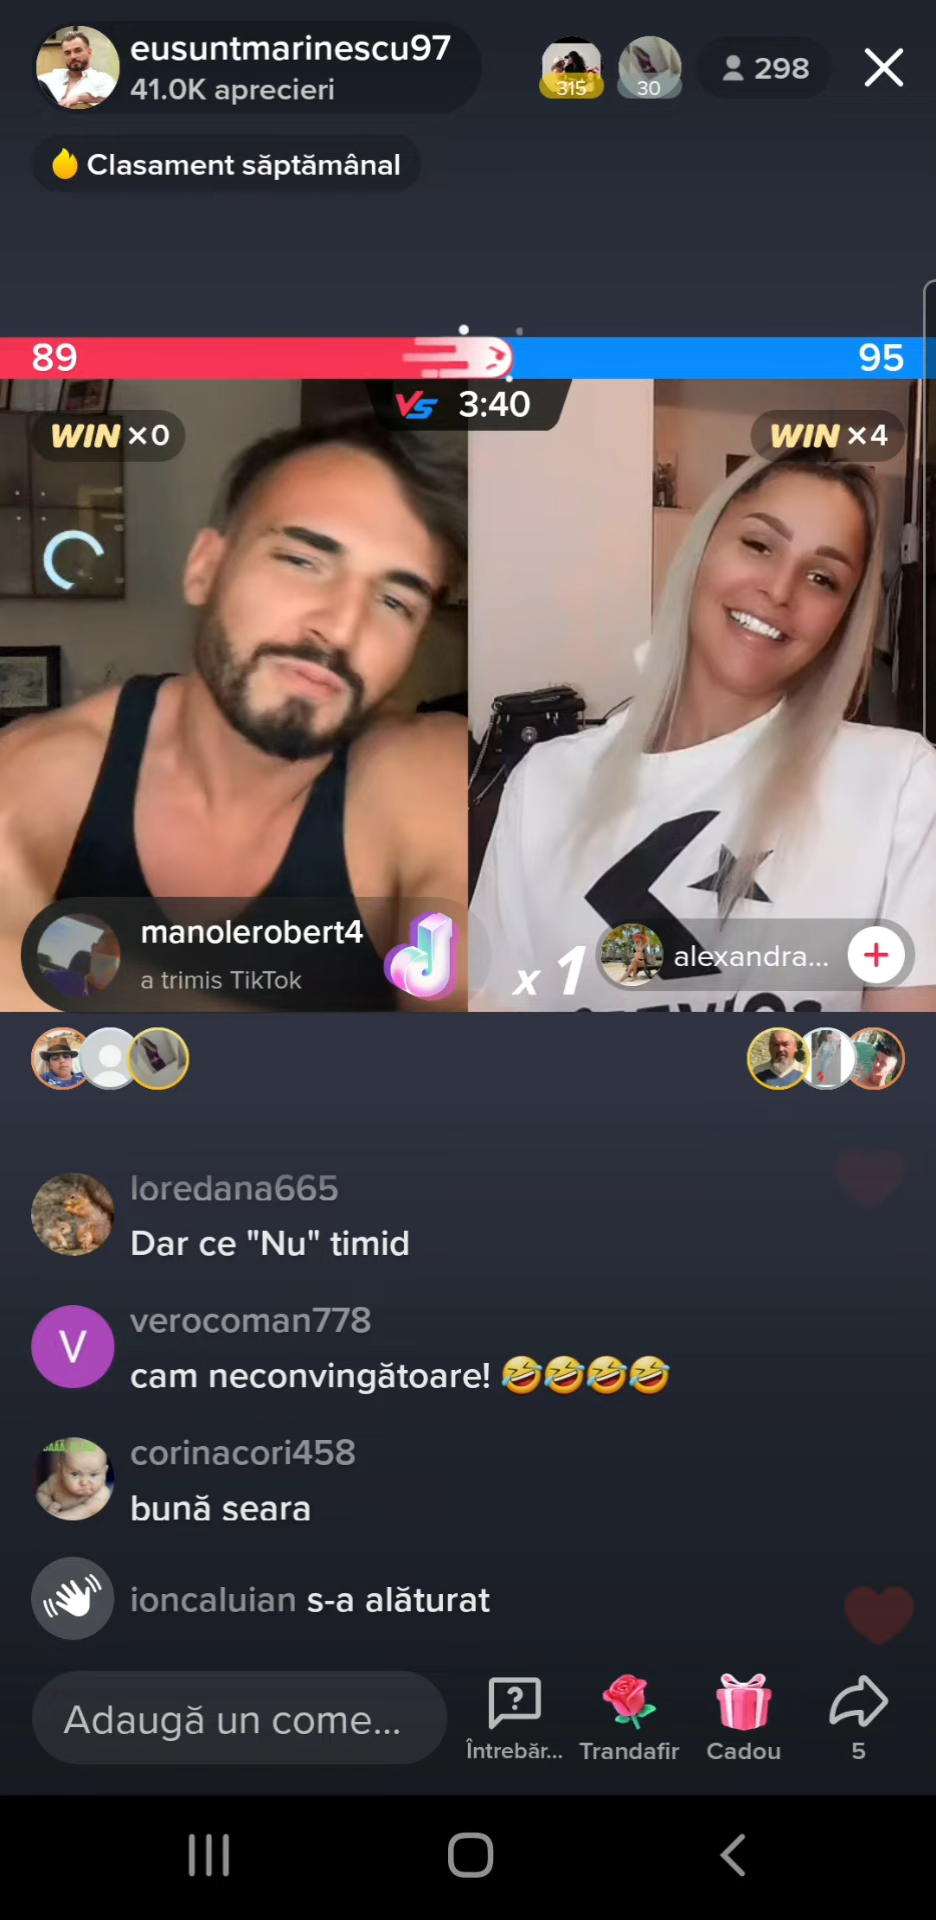 eusuntmarinescu97
41.0K aprecieri
315
30
298
Clasament săptămânal
89
95
VS 3:40
WIN ×0
WIN ×4
manolerobert4
a trimis TikTok
x 1
alexandra...
loredana665
Dar ce "Nu" timid
V
verocoman778
cam neconvingătoare! 🤣🤣🤣🤣
corinacori458
bună seara
ioncaluian s-a alăturat
Adaugă un come...
Întrebăr...
Trandafir
Cadou
5